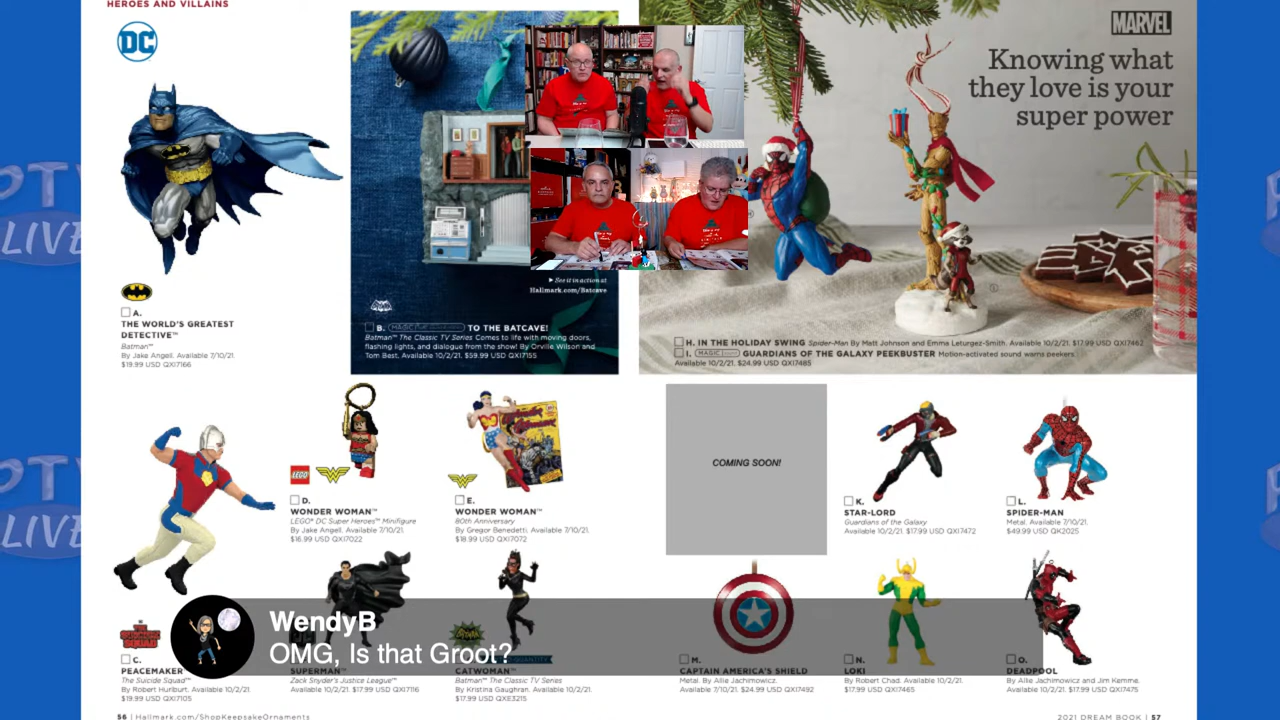 HEROES AND VILLAINS
DC
A.
THE WORLD'S GREATEST
DETECTIVE™
Batman™
By Jake Angell. Available 7/10/21.
$19.99 USD QXI7166
► See it in action at
Hallmark.com/Batcave
B. MAGIC TO THE BATCAVE!
Batman™ The Classic TV Series Comes to life with moving doors,
flashing lights, and dialogue from the show! By Orville Wilson and
Tom Best. Available 10/2/21. $59.99 USD QXI7155
MARVEL
Knowing what
they love is your
super power
H. IN THE HOLIDAY SWING Spider-Man By Matt Johnson and Emma Leturgez-Smith. Available 10/2/21. $17.99 USD QXI7462
I. MAGIC GUARDIANS OF THE GALAXY PEEKBUSTER Motion-activated sound warns peekers.
Available 10/2/21. $24.99 USD QXI7485
LEGO
D.
WONDER WOMAN™
LEGO® DC Super Heroes™ Minifigure
By Jake Angell. Available 7/10/21.
$16.99 USD QXI7022
E.
WONDER WOMAN™
80th Anniversary
By Gregor Benedetti. Available 7/10/21.
$18.99 USD QXI7072
COMING SOON!
K.
STAR-LORD
Guardians of the Galaxy
Available 10/2/21. $17.99 USD QXI7472
L.
SPIDER-MAN
Metal. Available 7/10/21.
$49.99 USD QK2025
WendyB
OMG, Is that Groot?
C.
PEACEMAKER
The Suicide Squad™
By Robert Hurlburt. Available 10/2/21.
$19.99 USD QXI7105
SUPERMAN™
Zack Snyder's Justice League™
Available 10/2/21. $17.99 USD QXI7116
CATWOMAN™
Batman™ The Classic TV Series
By Kristina Gaughran. Available 10/2/21.
$17.99 USD QXE3215
M.
CAPTAIN AMERICA'S SHIELD
Metal. By Allie Jachimowicz.
Available 7/10/21. $24.99 USD QXI7492
N.
LOKI
By Robert Chad. Available 10/2/21.
$17.99 USD QXI7465
O.
DEADPOOL
By Allie Jachimowicz and Jim Kemme.
Available 10/2/21. $17.99 USD QXI7475
56 | Hallmark.com/ShopKeepsakeOrnaments
2021 DREAM BOOK | 57
LIVE
LIVE